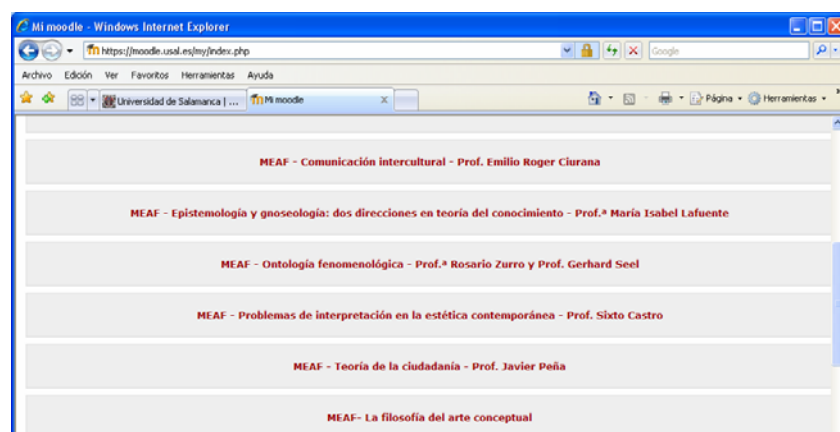 Mi moodle - Windows Internet Explorer
https://moodle.usal.es/my/index.php
Google
Archivo Edición Ver Favoritos Herramientas Ayuda
Universidad de Salamanca | ... Mi moodle Página Herramientas
MEAF - Comunicación intercultural - Prof. Emilio Roger Ciurana
MEAF - Epistemología y gnoseología: dos direcciones en teoría del conocimiento - Prof.ª María Isabel Lafuente
MEAF - Ontología fenomenológica - Prof.ª Rosario Zurro y Prof. Gerhard Seel
MEAF - Problemas de interpretación en la estética contemporánea - Prof. Sixto Castro
MEAF - Teoría de la ciudadanía - Prof. Javier Peña
MEAF- La filosofía del arte conceptual